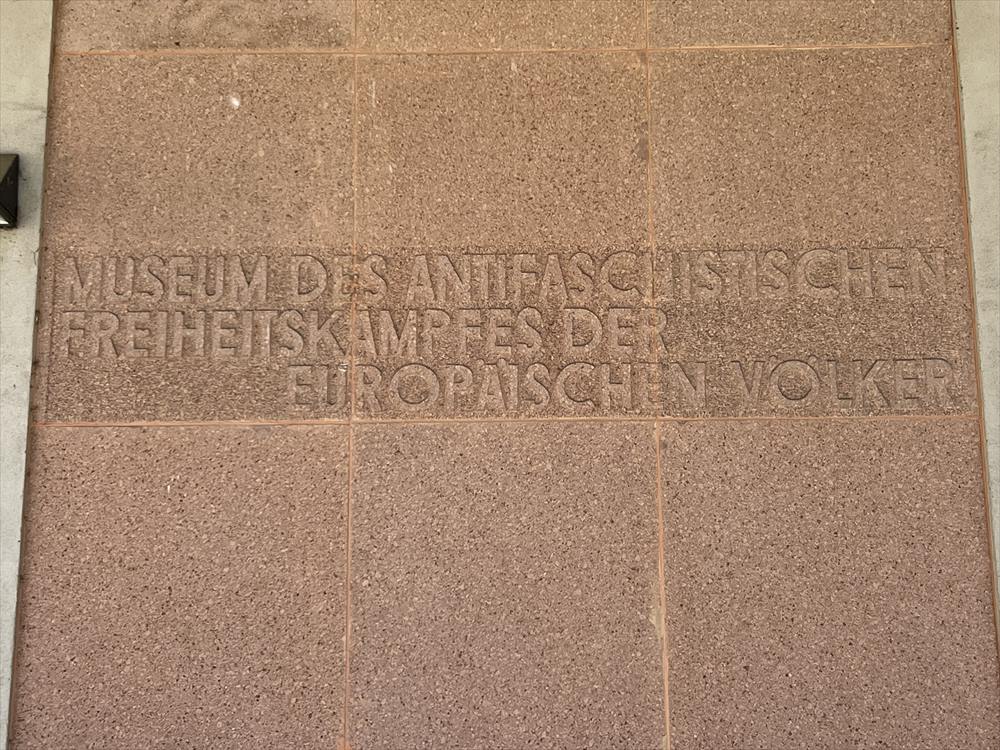 MUSEUM DES ANTIFASCHISTISCHEN
FREIHEITSKAMPFES DER
EUROPÄISCHEN VÖLKER